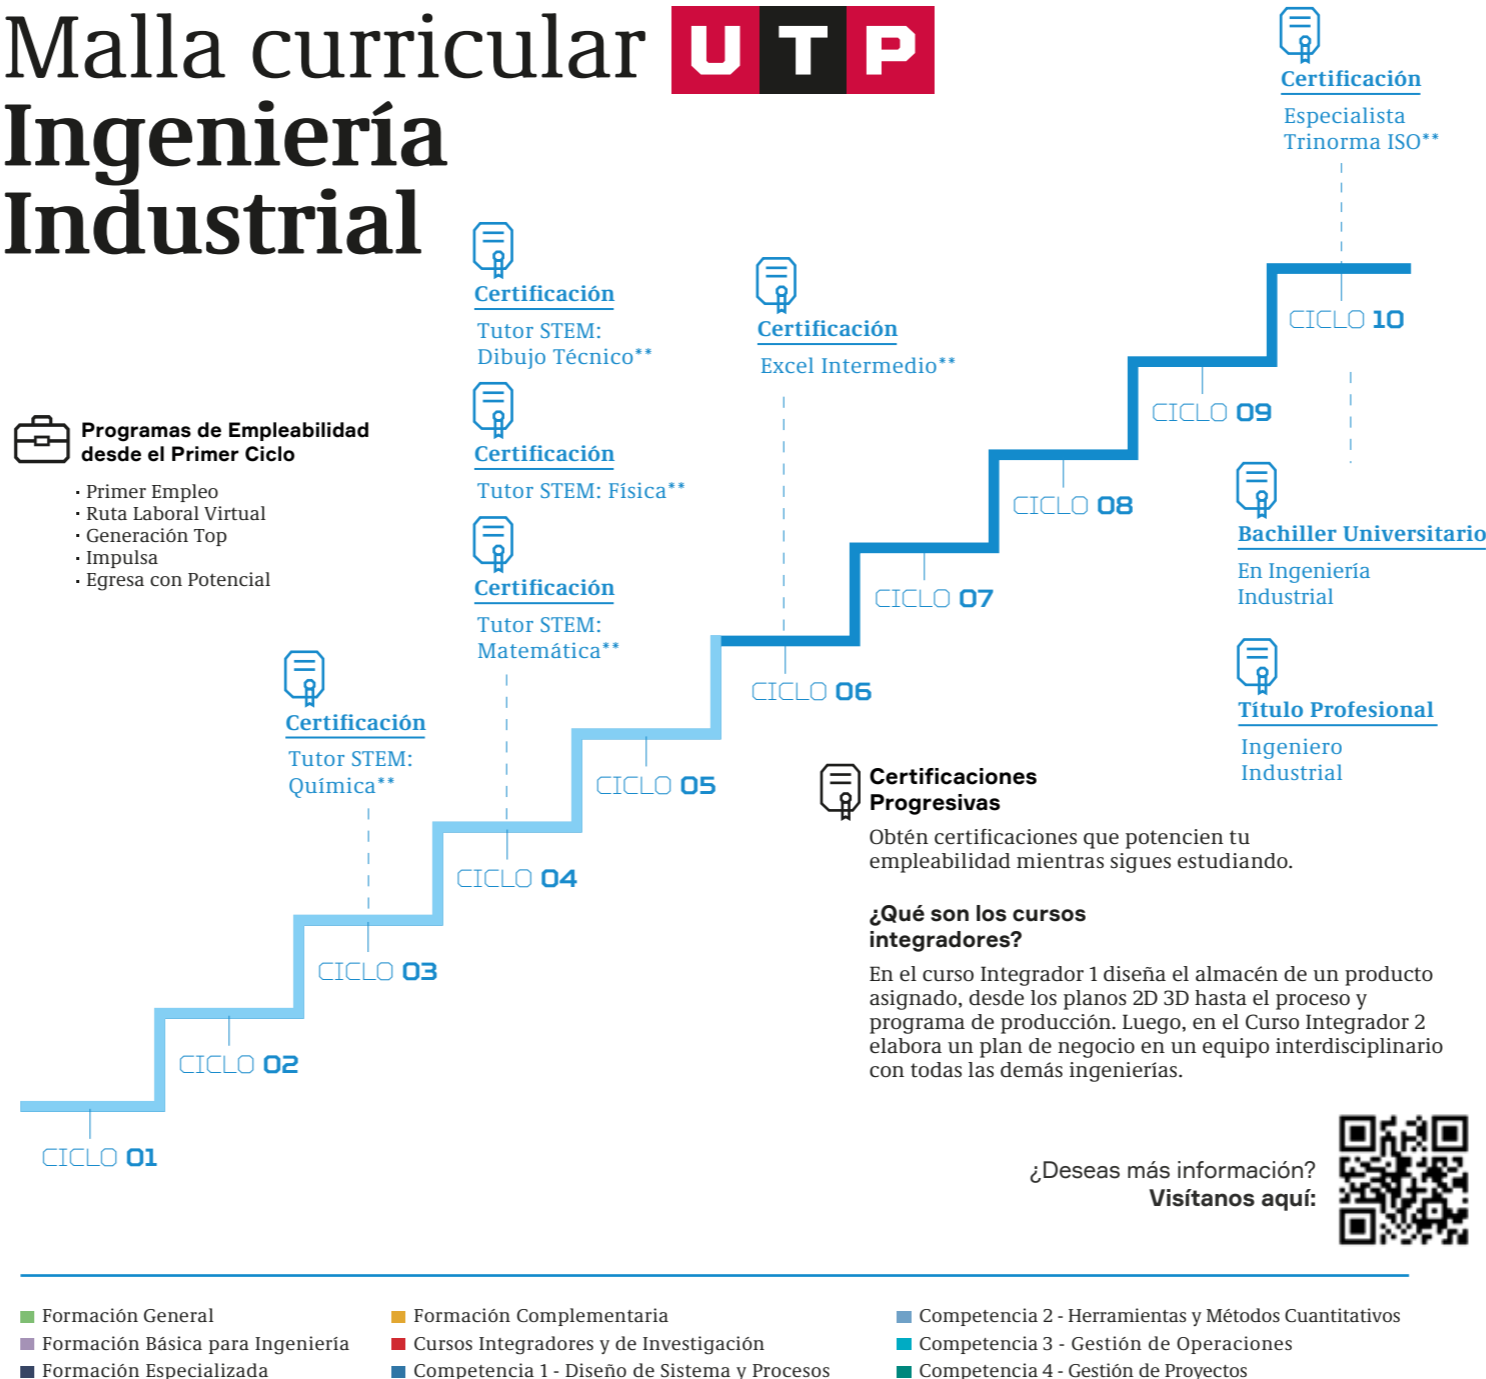 Malla curricular
UTP
Ingeniería
Industrial
Certificación
Especialista
Trinorma ISO**
Certificación
Tutor STEM:
Dibujo Técnico**
Certificación
Tutor STEM: Física**
Certificación
Tutor STEM:
Matemática**
Certificación
Excel Intermedio**
Programas de Empleabilidad
desde el Primer Ciclo
· Primer Empleo
· Ruta Laboral Virtual
· Generación Top
· Impulsa
· Egresa con Potencial
Certificación
Tutor STEM:
Química**
CICLO 10
CICLO 09
CICLO 08
CICLO 07
CICLO 06
CICLO 05
CICLO 04
CICLO 03
CICLO 02
CICLO 01
Bachiller Universitario
En Ingeniería
Industrial
Título Profesional
Ingeniero
Industrial
Certificaciones
Progresivas
Obtén certificaciones que potencien tu
empleabilidad mientras sigues estudiando.
¿Qué son los cursos
integradores?
En el curso Integrador 1 diseña el almacén de un producto
asignado, desde los planos 2D 3D hasta el proceso y
programa de producción. Luego, en el Curso Integrador 2
elabora un plan de negocio en un equipo interdisciplinario
con todas las demás ingenierías.
¿Deseas más información?
Visítanos aquí:
Formación General
Formación Básica para Ingeniería
Formación Especializada
Formación Complementaria
Cursos Integradores y de Investigación
Competencia 1 - Diseño de Sistema y Procesos
Competencia 2 - Herramientas y Métodos Cuantitativos
Competencia 3 - Gestión de Operaciones
Competencia 4 - Gestión de Proyectos